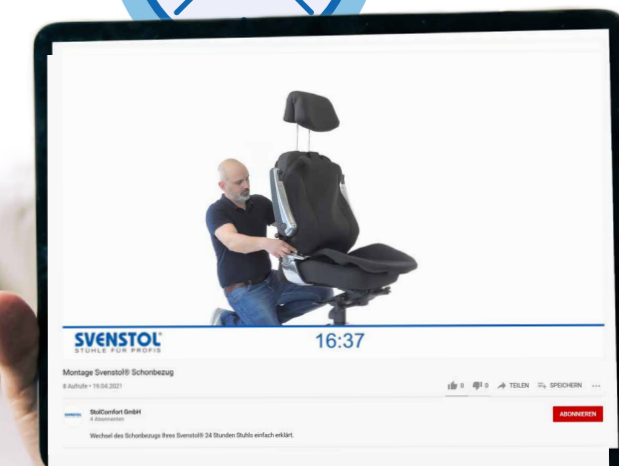 SVENSTOL®
STÜHLE FÜR PROFIS
16:37
Montage Svenstol® Schonbezug
8 Aufrufe • 19.04.2021
0 0 TEILEN SPEICHERN ...
SVENSTOL
StolComfort GmbH
4 Abonnenten
ABONNIEREN
Wechsel des Schonbezugs Ihres Svenstol® 24 Stunden Stuhls einfach erklärt.